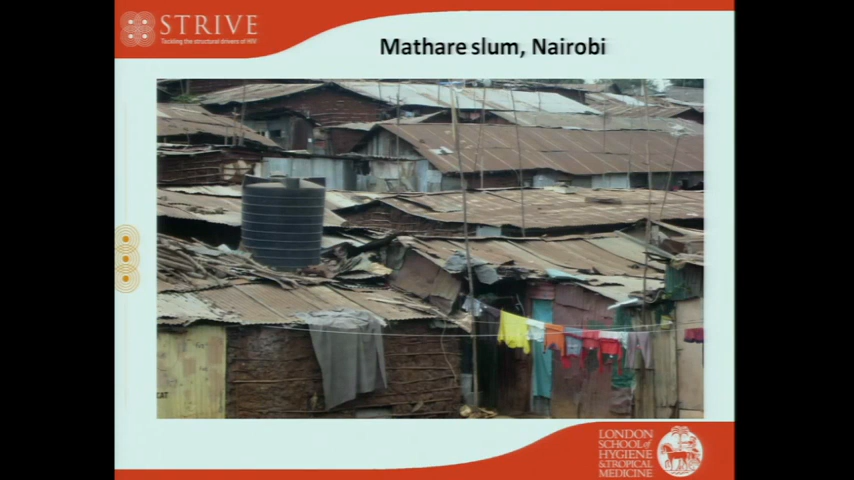 STRIVE
Tackling the structural drivers of HIV
Mathare slum, Nairobi
LONDON
SCHOOL of
HYGIENE
& TROPICAL
MEDICINE